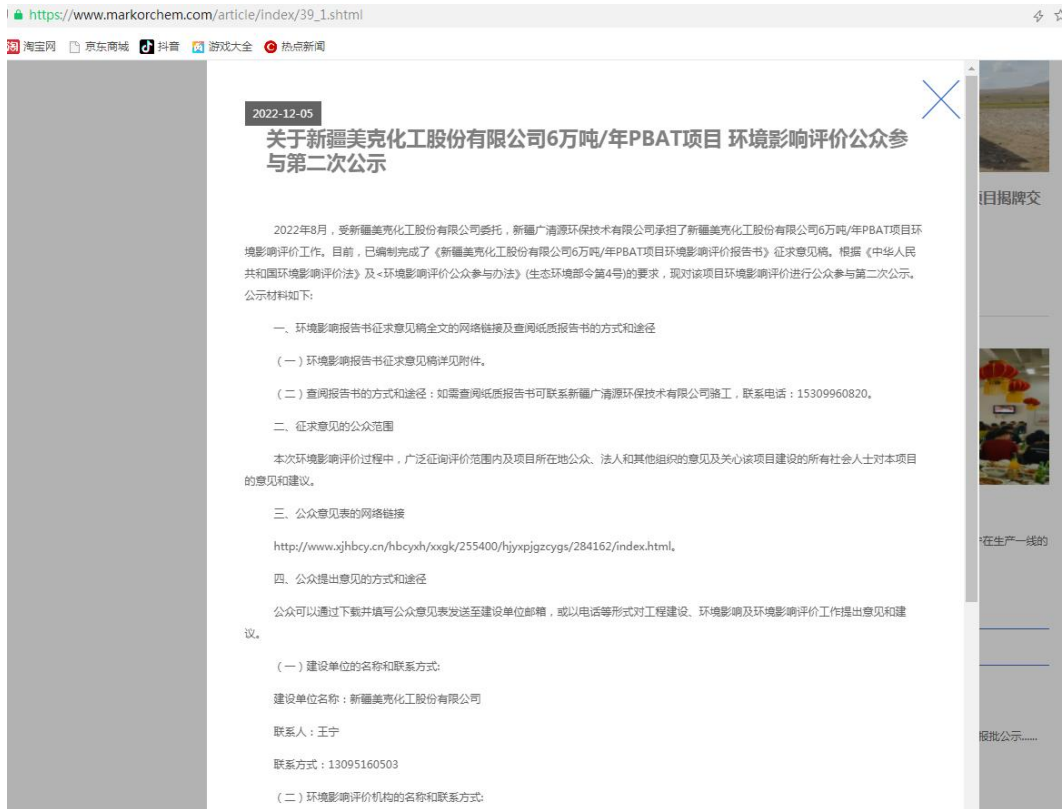 https://www.markorchem.com/article/index/39_1.shtml
淘宝网 京东商城 抖音 游戏大全 热点新闻
2022-12-05
关于新疆美克化工股份有限公司6万吨/年PBAT项目 环境影响评价公众参
与第二次公示
项目揭牌交
2022年8月，受新疆美克化工股份有限公司委托，新疆广清源环保技术有限公司承担了新疆美克化工股份有限公司6万吨/年PBAT项目环
境影响评价工作。目前，已编制完成了《新疆美克化工股份有限公司6万吨/年PBAT项目环境影响评价报告书》征求意见稿。根据《中华人民
共和国环境影响评价法》及<环境影响评价公众参与办法》(生态环境部令第4号)的要求，现对该项目环境影响评价进行公众参与第二次公示。
公示材料如下:
一、环境影响报告书征求意见稿全文的网络链接及查阅纸质报告书的方式和途径
（一）环境影响报告书征求意见稿详见附件。
（二）查阅报告书的方式和途径：如需查阅纸质报告书可联系新疆广清源环保技术有限公司骆工，联系电话：15309960820。
二、征求意见的公众范围
本次环境影响评价过程中，广泛征询评价范围内及项目所在地公众、法人和其他组织的意见及关心该项目建设的所有社会人士对本项目
的意见和建议。
三、公众意见表的网络链接
http://www.xjhbcy.cn/hbcyxh/xxgk/255400/hjyxpjgzcygs/284162/index.html。
在生产一线的
四、公众提出意见的方式和途径
公众可以通过下载并填写公众意见表发送至建设单位邮箱，或以电话等形式对工程建设、环境影响及环境影响评价工作提出意见和建
议。
（一）建设单位的名称和联系方式:
建设单位名称：新疆美克化工股份有限公司
联系人：王宁
报批公示......
联系方式：13095160503
（二）环境影响评价机构的名称和联系方式: